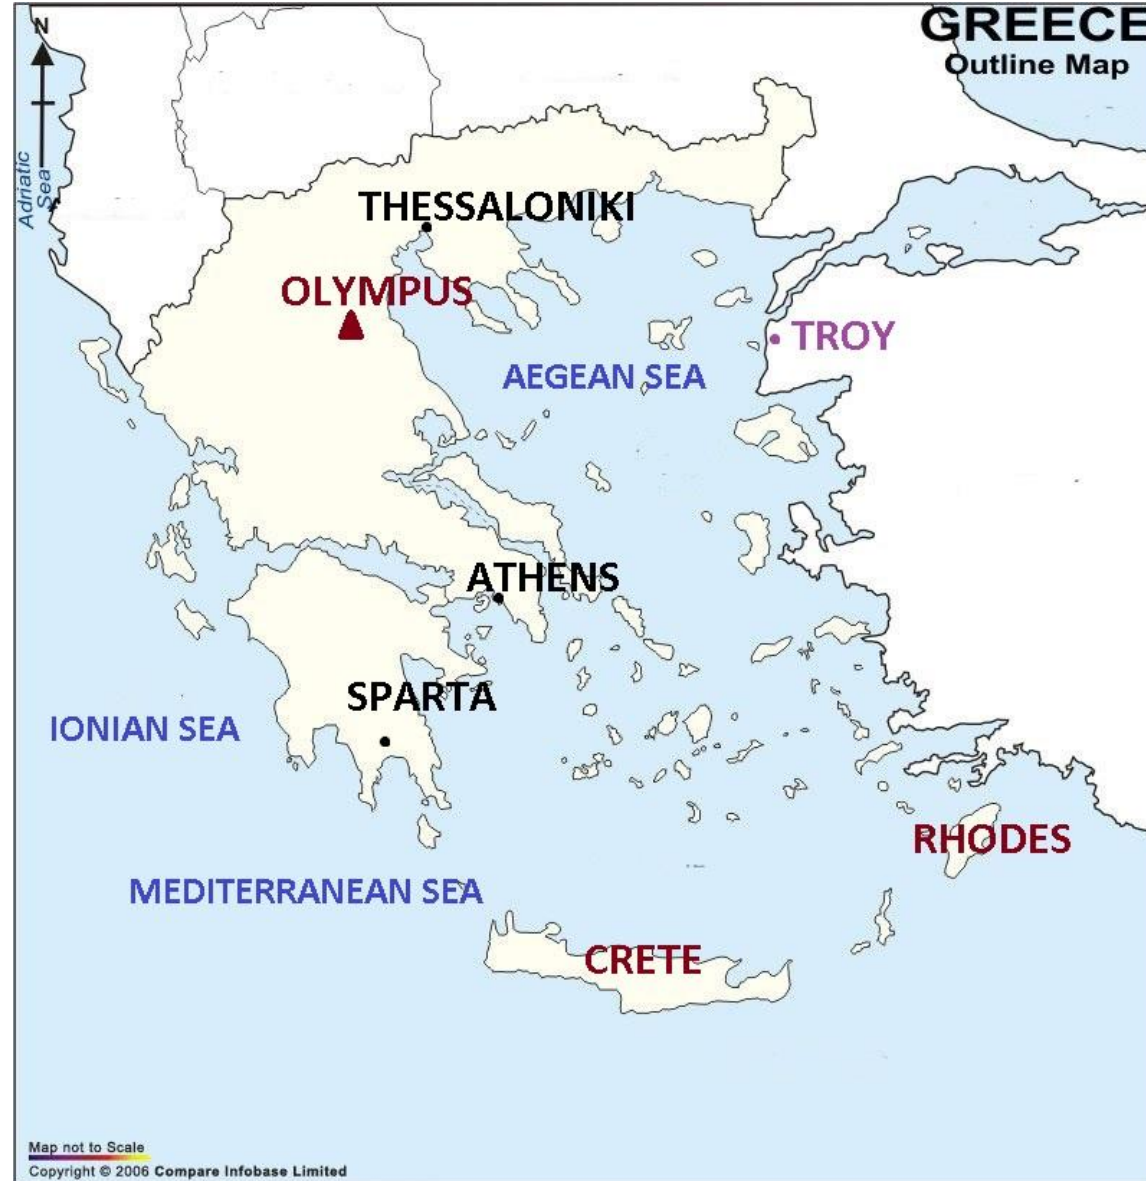 GREECE
Outline Map
N
Adriatic
Sea
THESSALONIKI
OLYMPUS
TROY
AEGEAN SEA
ATHENS
SPARTA
IONIAN SEA
RHODES
MEDITERRANEAN SEA
CRETE
Map not to Scale
Copyright © 2006 Compare Infobase Limited